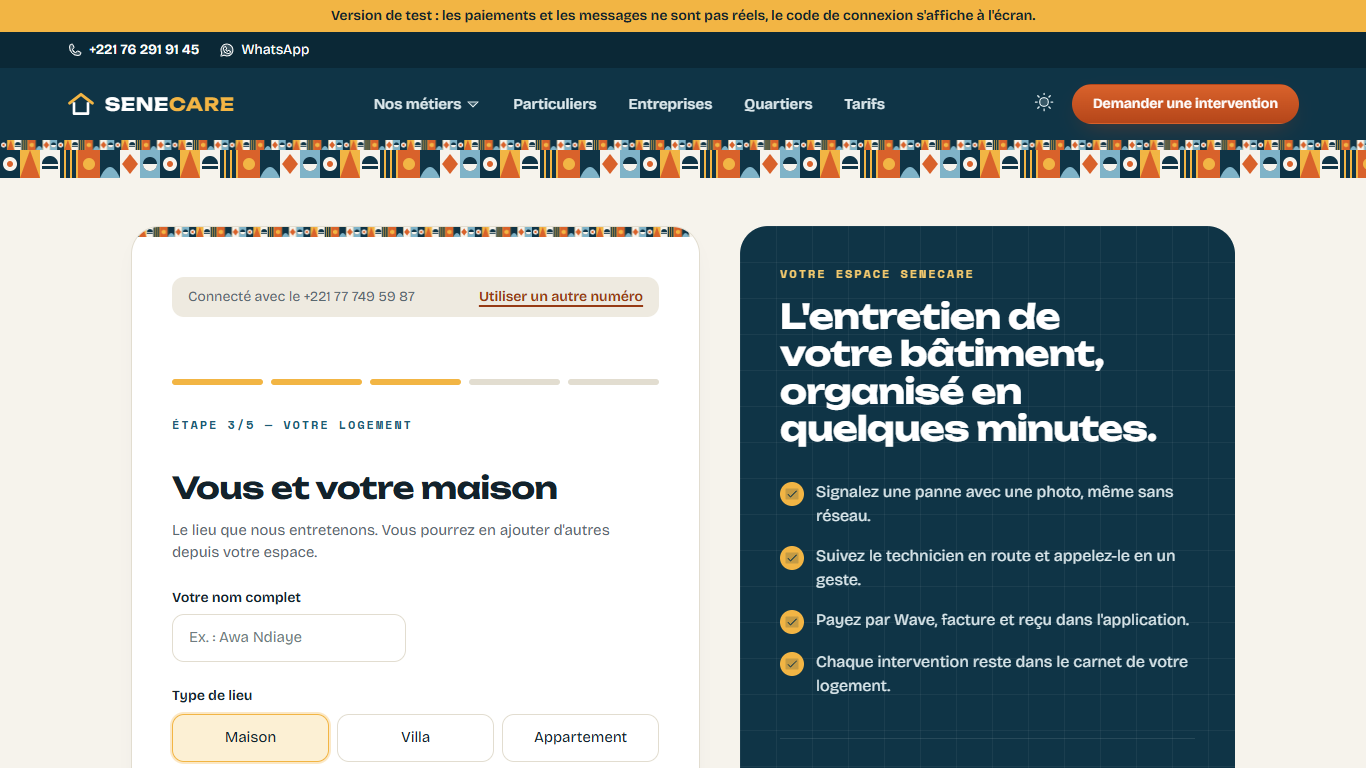 Version de test : les paiements et les messages ne sont pas réels, le code de connexion s'affiche à l'écran.
+221 76 291 91 45 WhatsApp
SENECARE
Nos métiers Particuliers Entreprises Quartiers Tarifs Demander une intervention
Connecté avec le +221 77 749 59 87 Utiliser un autre numéro
ÉTAPE 3/5 — VOTRE LOGEMENT
Vous et votre maison
Le lieu que nous entretenons. Vous pourrez en ajouter d'autres
depuis votre espace.
Votre nom complet
Ex. : Awa Ndiaye
Type de lieu
Maison Villa Appartement
VOTRE ESPACE SENECARE
L'entretien de
votre bâtiment,
organisé en
quelques minutes.
Signalez une panne avec une photo, même sans
réseau.
Suivez le technicien en route et appelez-le en un
geste.
Payez par Wave, facture et reçu dans l'application.
Chaque intervention reste dans le carnet de votre
logement.